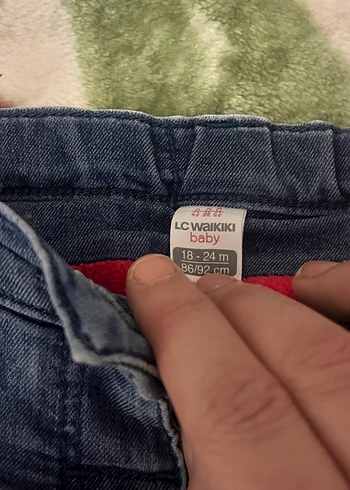 LC WAIKIKI
baby
18 - 24 m
86/92 cm